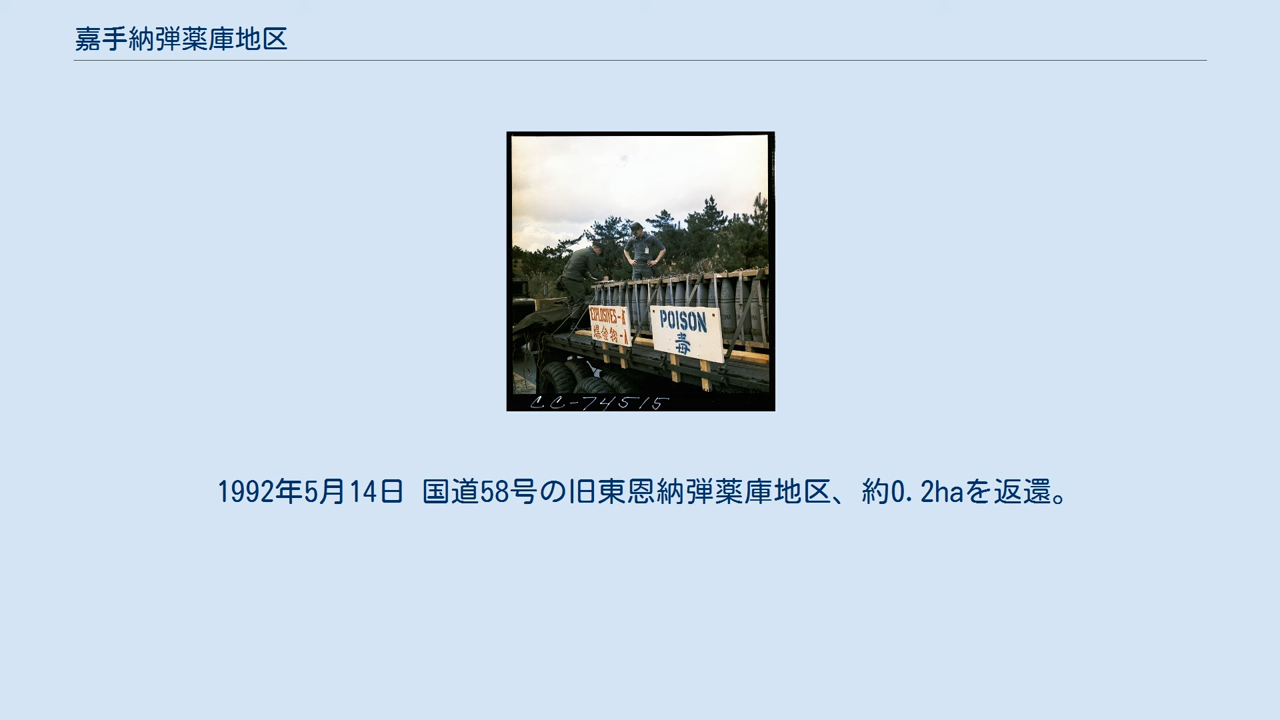 嘉手納弾薬庫地区
EXPLOSIVES-A
POISON
毒
CC-74515
1992年5月14日 国道58号の旧東恩納弾薬庫地区、約0.2haを返還。